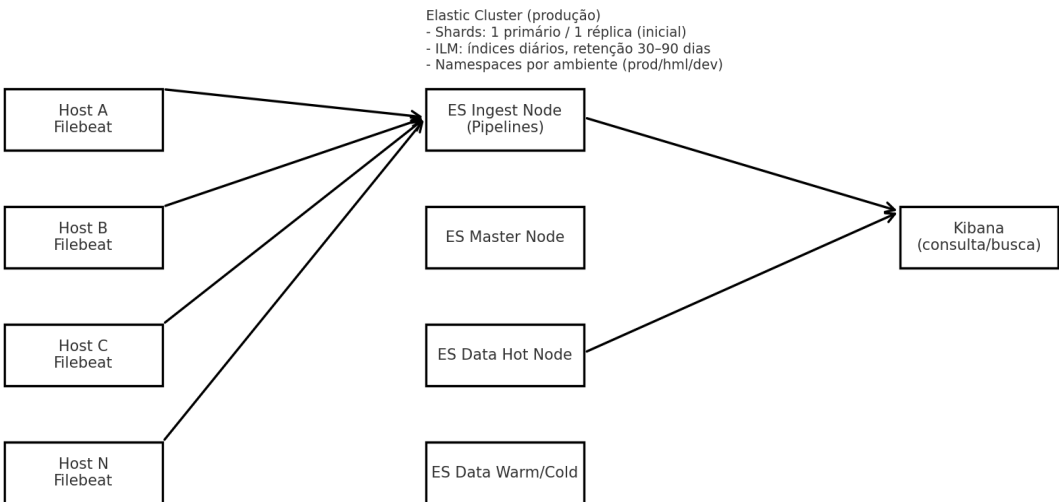 Elastic Cluster (produção)
- Shards: 1 primário / 1 réplica (inicial)
- ILM: índices diários, retenção 30–90 dias
- Namespaces por ambiente (prod/hml/dev)
Host A
Filebeat
ES Ingest Node
(Pipelines)
Host B
Filebeat
ES Master Node
Kibana
(consulta/busca)
Host C
Filebeat
ES Data Hot Node
Host N
Filebeat
ES Data Warm/Cold